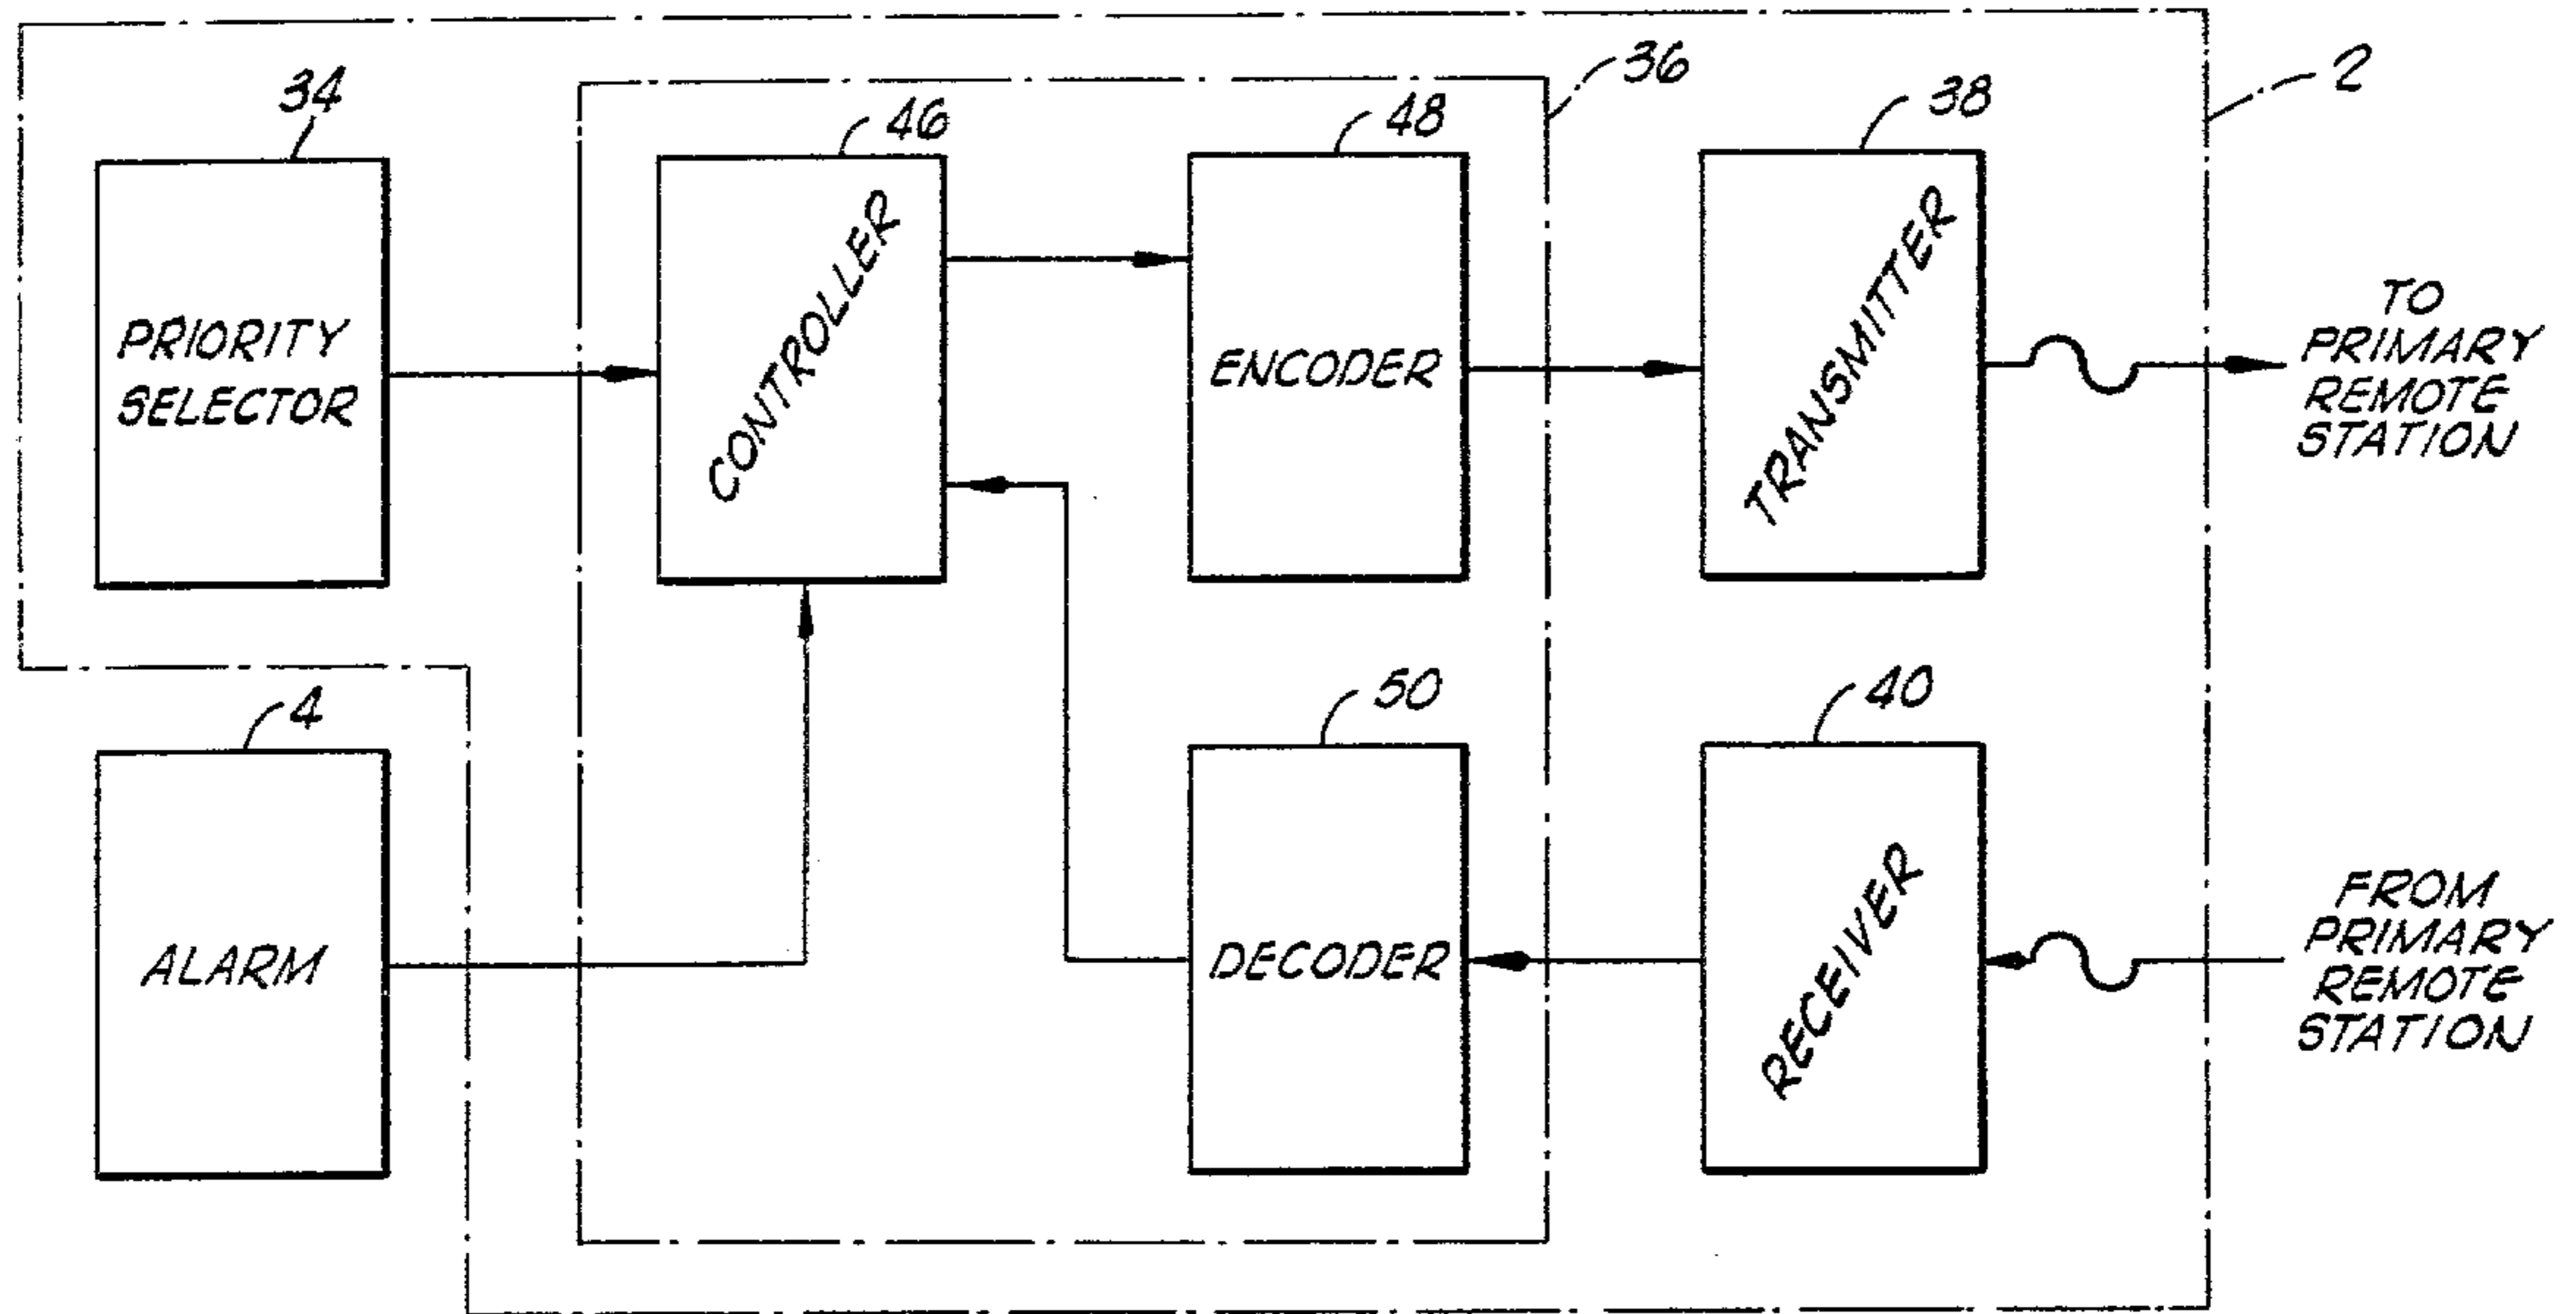 36
2
34
46
48
38
PRIORITY
SELECTOR
CONTROLLER
ENCODER
TRANSMITTER
TO
PRIMARY
REMOTE
STATION
4
50
40
ALARM
DECODER
RECEIVER
FROM
PRIMARY
REMOTE
STATION